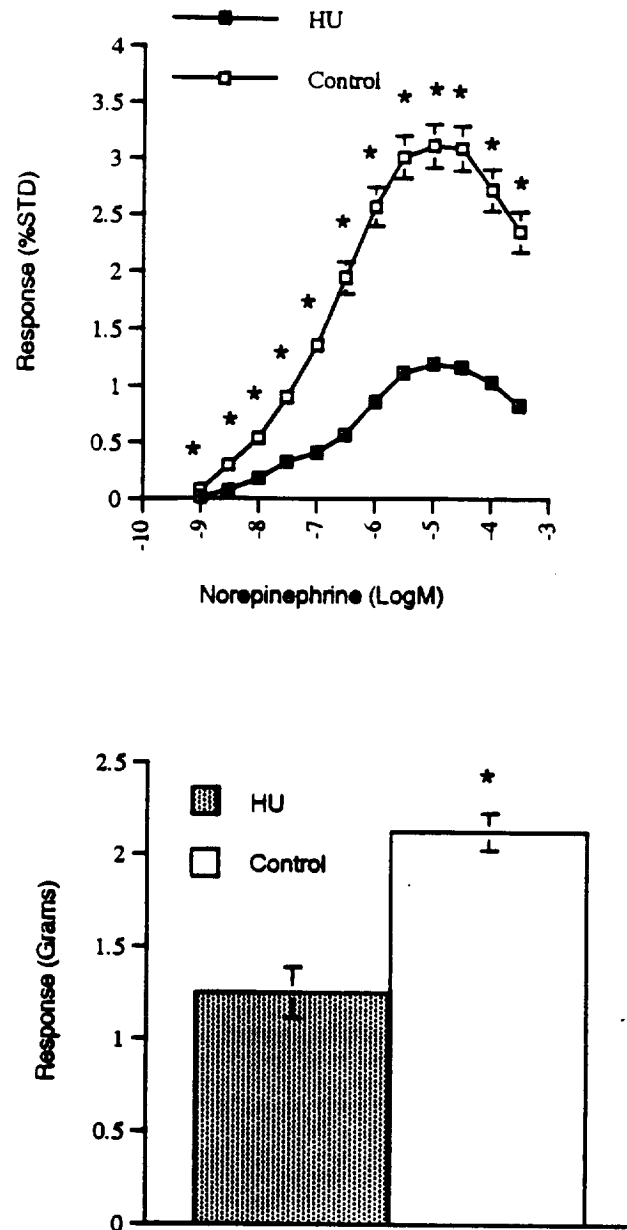 HU
Control
4
3.5
3
2.5
2
1.5
1
0.5
0
Response (%STD)
* * * * * * * * * * * *
-10 -9 -8 -7 -6 -5 -4 -3
Norepinephrine (LogM)
2.5
2
1.5
1
0.5
0
Response (Grams)
HU
Control
*